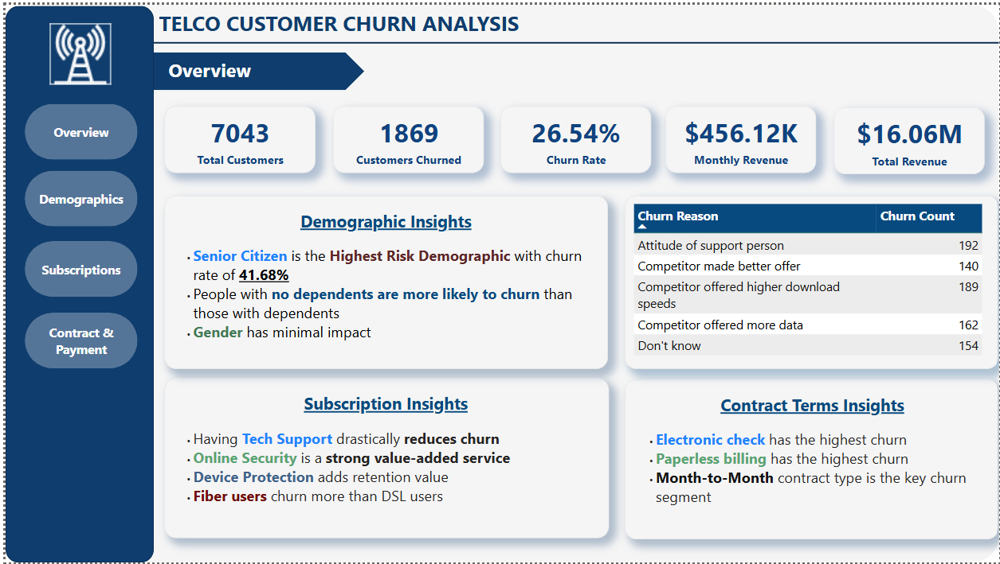 TELCO CUSTOMER CHURN ANALYSIS
Overview
Overview
Demographics
Subscriptions
Contract &
Payment
7043
Total Customers
1869
Customers Churned
26.54%
Churn Rate
$456.12K
Monthly Revenue
$16.06M
Total Revenue
Demographic Insights
• Senior Citizen is the Highest Risk Demographic with churn
rate of 41.68%
• People with no dependents are more likely to churn than
those with dependents
• Gender has minimal impact
Churn Reason Churn Count
Attitude of support person 192
Competitor made better offer 140
Competitor offered higher download 189
speeds
Competitor offered more data 162
Don't know 154
Subscription Insights
• Having Tech Support drastically reduces churn
• Online Security is a strong value-added service
• Device Protection adds retention value
• Fiber users churn more than DSL users
Contract Terms Insights
• Electronic check has the highest churn
• Paperless billing has the highest churn
• Month-to-Month contract type is the key churn
segment